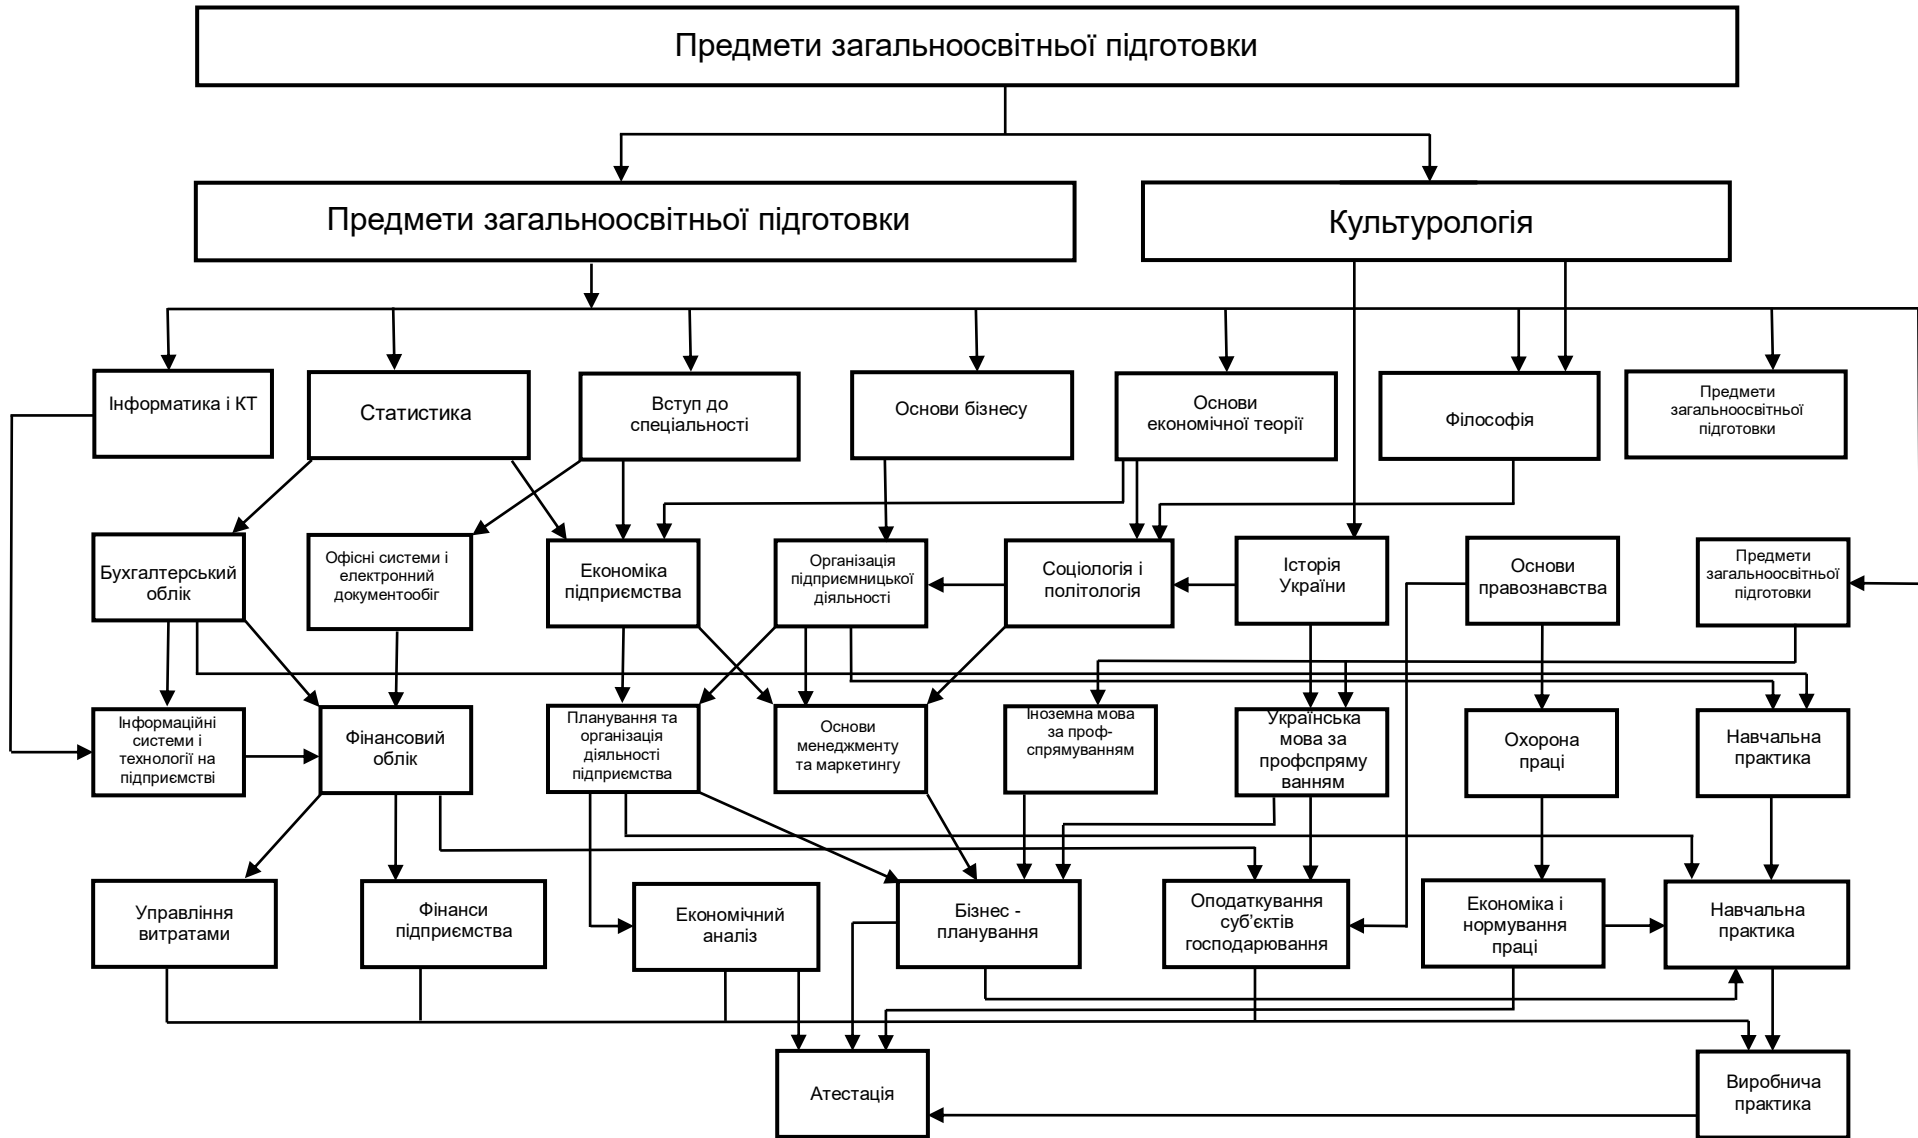 Предмети загальноосвітньої підготовки
Предмети загальноосвітньої підготовки
Культурологія
Інформатика і КТ
Статистика
Вступ до
спеціальності
Основи бізнесу
Основи
економічної теорії
Філософія
Предмети
загальноосвітньої
підготовки
Бухгалтерський
облік
Офісні системи і
електронний
документообіг
Економіка
підприємства
Організація
підприємницької
діяльності
Соціологія і
політологія
Історія
України
Основи
правознавства
Предмети
загальноосвітньої
підготовки
Інформаційні
системи і
технології на
підприємстві
Фінансовий
облік
Планування та
організація
діяльності
підприємства
Основи
менеджменту
та маркетингу
Іноземна мова
за проф-
спрямуванням
Українська
мова за
профспряму
ванням
Охорона
праці
Навчальна
практика
Управління
витратами
Фінанси
підприємства
Економічний
аналіз
Бізнес -
планування
Оподаткування
суб’єктів
господарювання
Економіка і
нормування
праці
Навчальна
практика
Атестація
Виробнича
практика